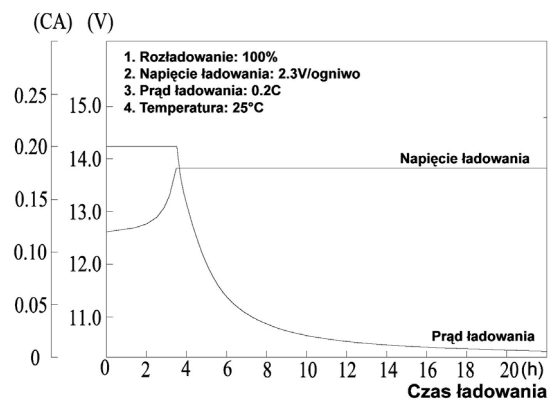 (CA) (V)
1. Rozładowanie: 100%
2. Napięcie ładowania: 2.3V/ogniwo
3. Prąd ładowania: 0.2C
4. Temperatura: 25°C
0.25
15.0
0.20
14.0
Napięcie ładowania
0.15
13.0
0.10
12.0
0.05
11.0
Prąd ładowania
0
0 2 4 6 8 10 12 14 16 18 20 (h)
Czas ładowania